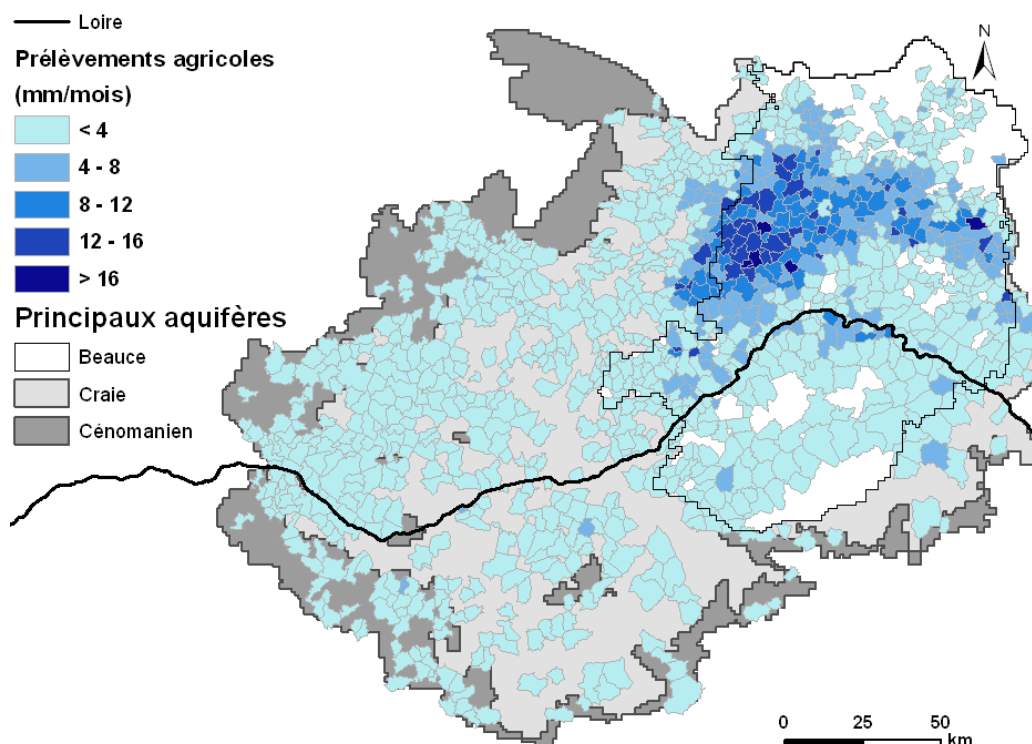 Loire
Prélèvements agricoles
(mm/mois)
< 4
4 - 8
8 - 12
12 - 16
> 16
Principaux aquifères
Beauce
Craie
Cénomanien
N
0 25 50
km